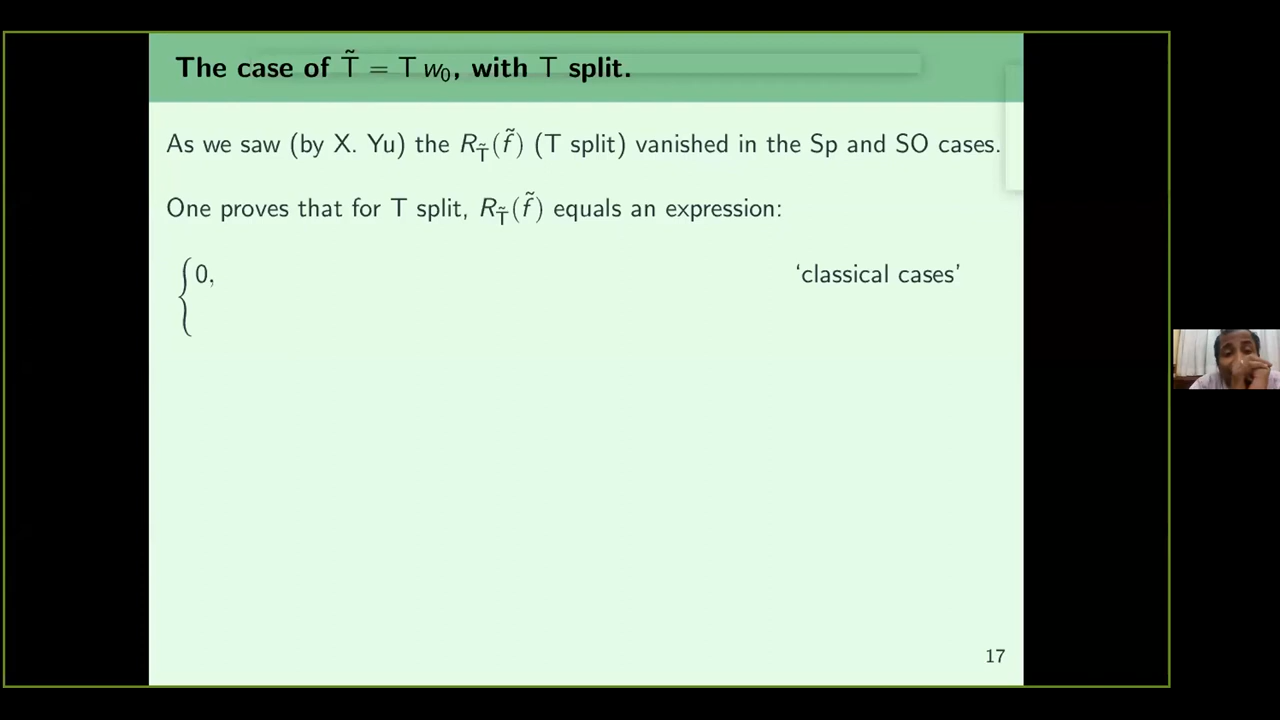 The case of T̃ = T w₀, with T split.
As we saw (by X. Yu) the R_T̃(f̃) (T split) vanished in the Sp and SO cases.
One proves that for T split, R_T̃(f̃) equals an expression:
{ 0, 'classical cases'
17